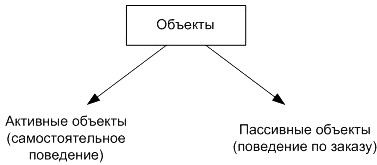 Объекты
Активные объекты
(самостоятельное
поведение)
Пассивные объекты
(поведение по заказу)